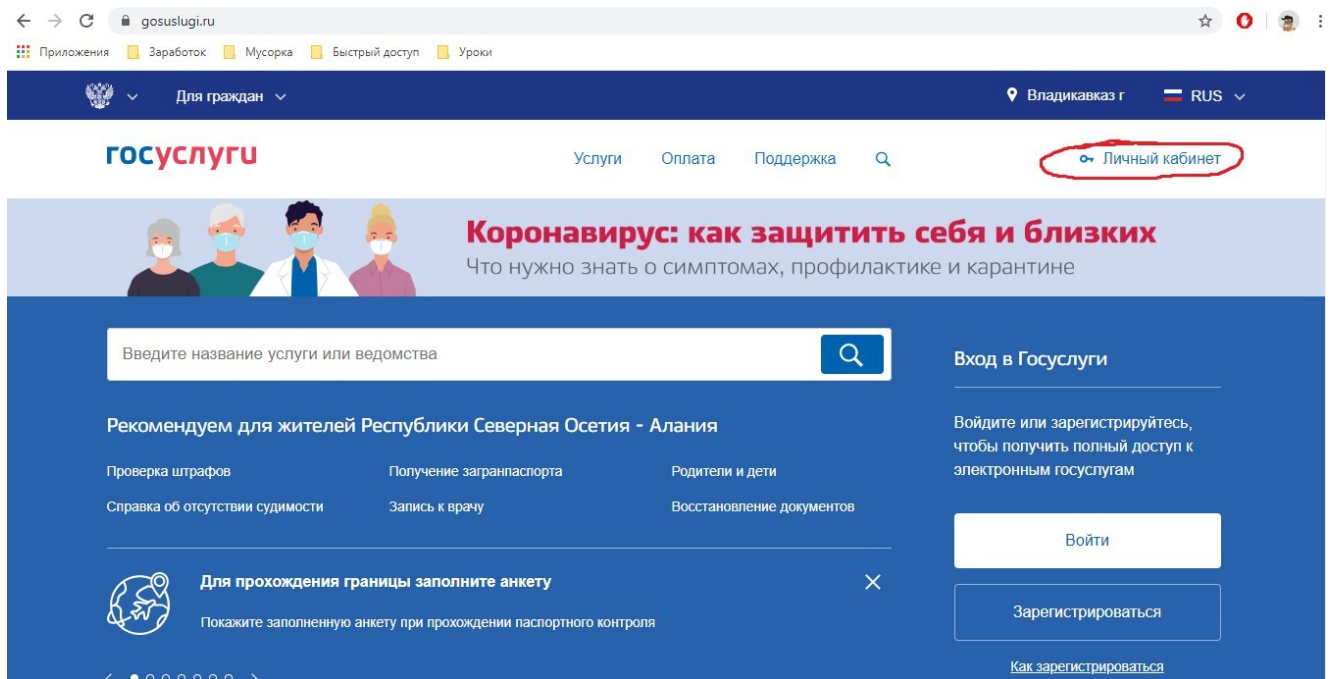 gosuslugi.ru
Приложения Заработок Мусорка Быстрый доступ Уроки
Для граждан Владикавказ г RUS
госуслуги Услуги Оплата Поддержка Личный кабинет
Коронавирус: как защитить себя и близких
Что нужно знать о симптомах, профилактике и карантине
Введите название услуги или ведомства
Рекомендуем для жителей Республики Северная Осетия - Алания
Проверка штрафов Получение загранпаспорта Родители и дети
Справка об отсутствии судимости Запись к врачу Восстановление документов
Для прохождения границы заполните анкету
Покажите заполненную анкету при прохождении паспортного контроля
Вход в Госуслуги
Войдите или зарегистрируйтесь,
чтобы получить полный доступ к
электронным госуслугам
Войти
Зарегистрироваться
Как зарегистрироваться